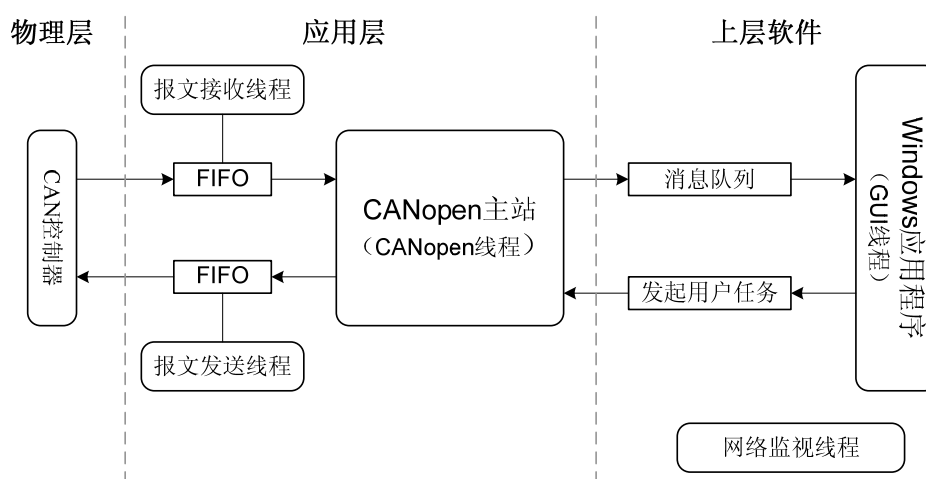 物理层
应用层
上层软件
报文接收线程
CAN控制器
FIFO
CANopen主站
（CANopen线程）
消息队列
Windows应用程序
（GUI线程）
FIFO
发起用户任务
报文发送线程
网络监视线程